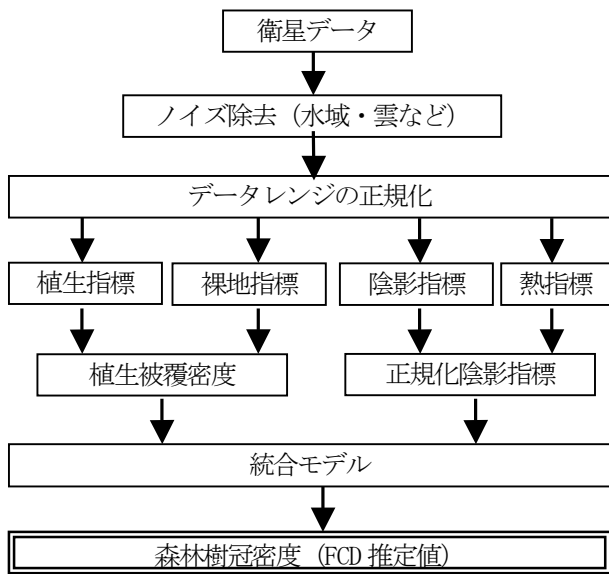 衛星データ
ノイズ除去（水域・雲など）
データレンジの正規化
植生指標
裸地指標
陰影指標
熱指標
植生被覆密度
正規化陰影指標
統合モデル
森林樹冠密度（FCD 推定値）